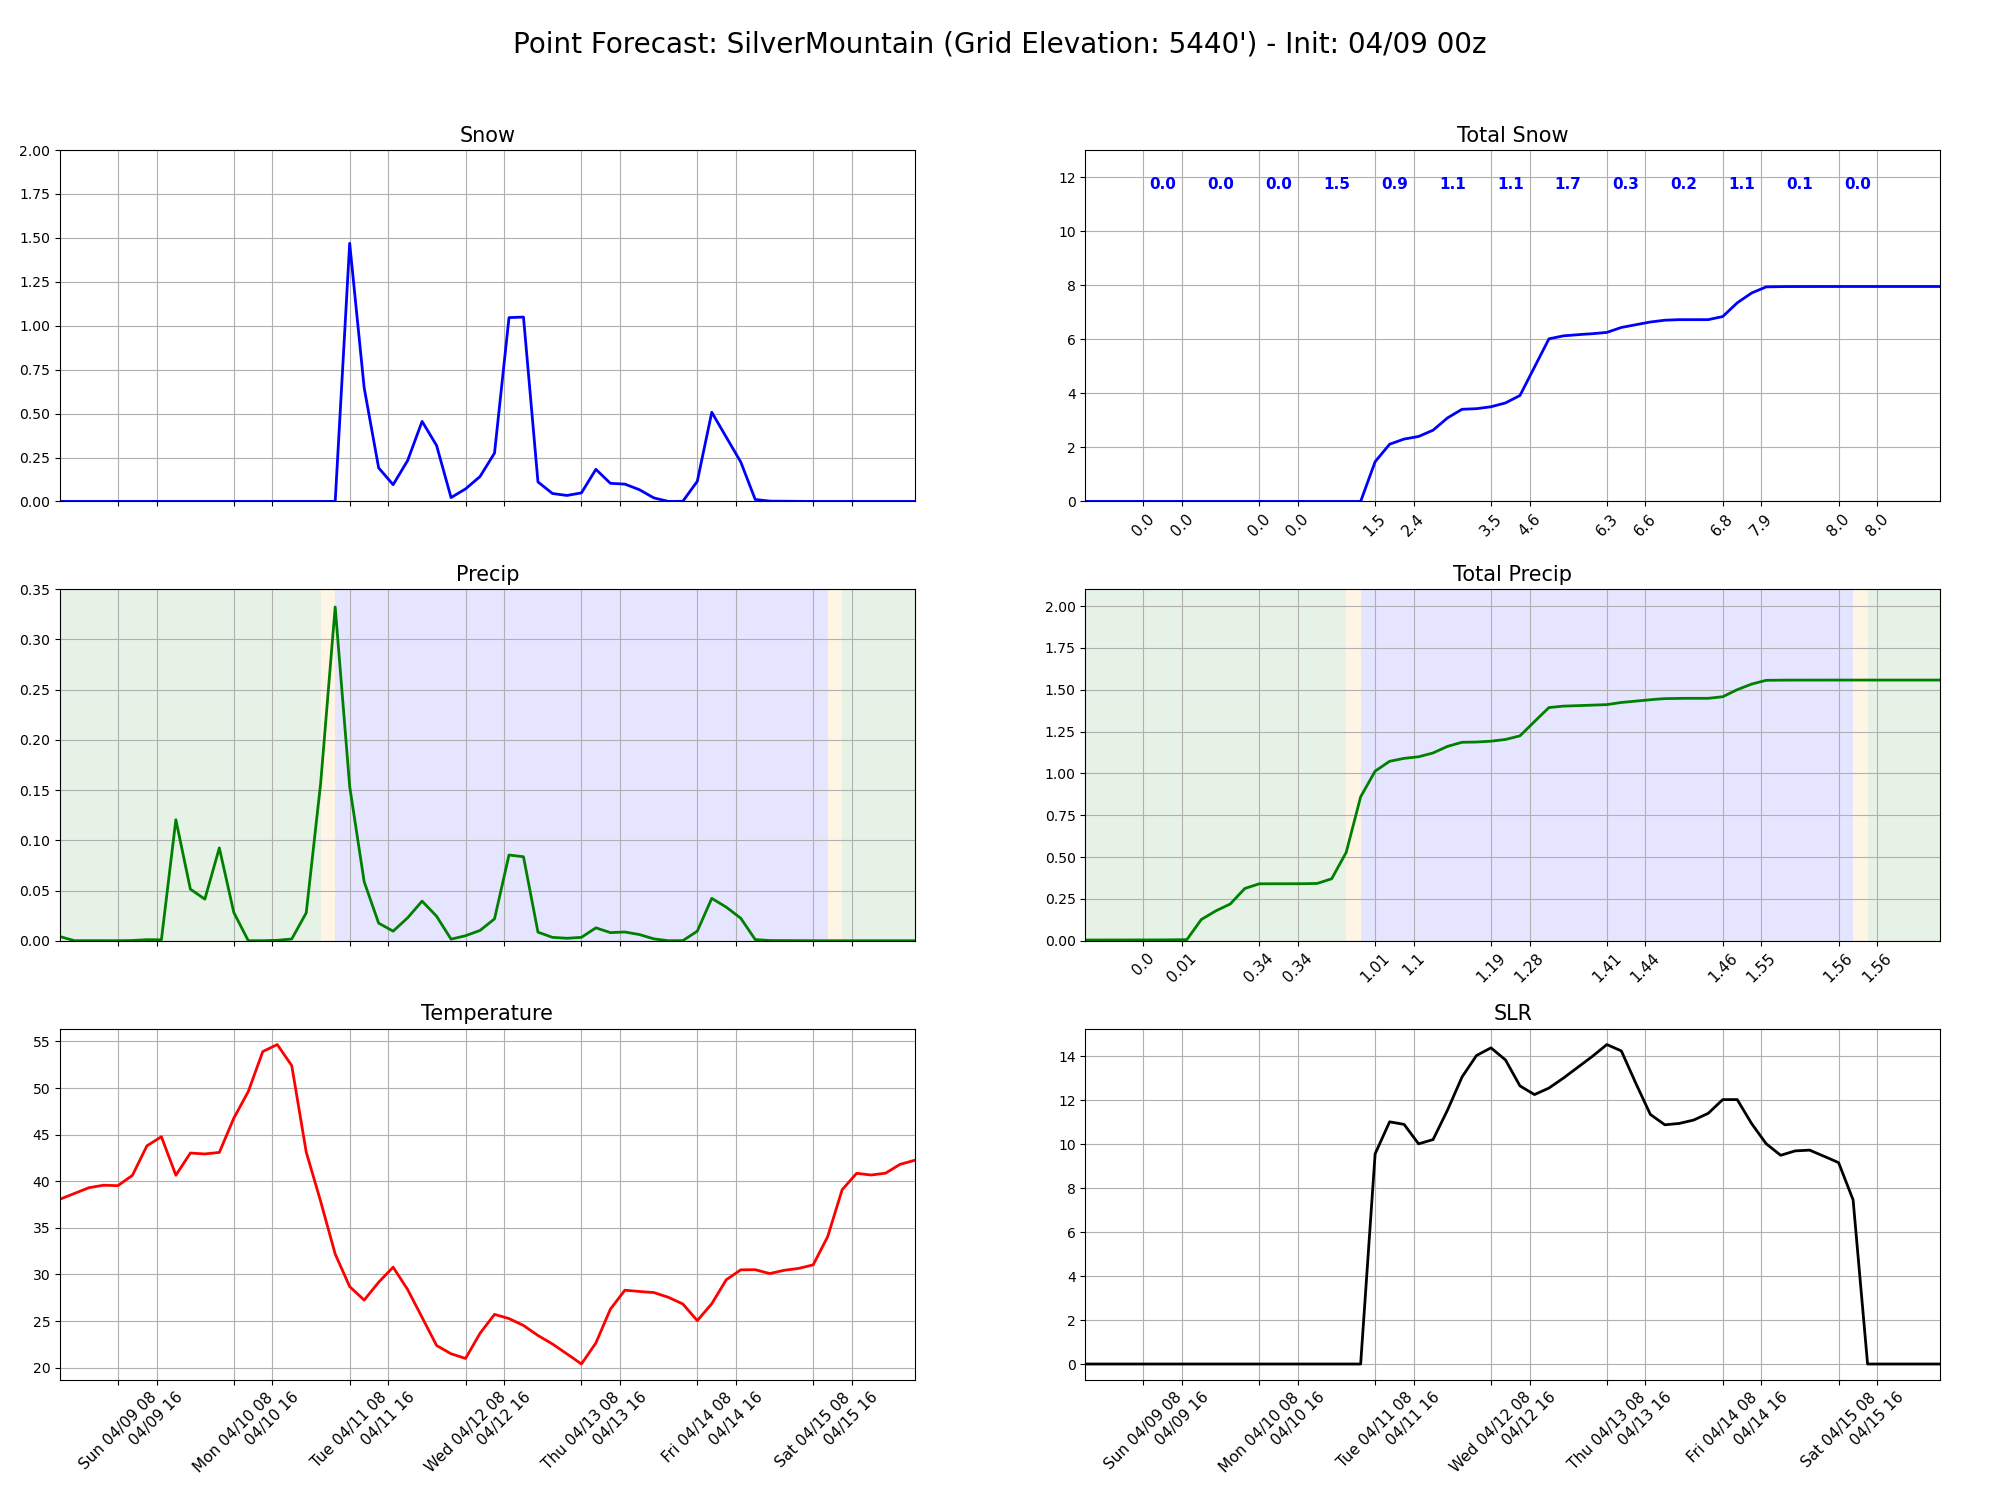 Point Forecast: SilverMountain (Grid Elevation: 5440') - Init: 04/09 00z
Snow
2.00
1.75
1.50
1.25
1.00
0.75
0.50
0.25
0.00
Total Snow
12
10
8
6
4
2
0
0.0 0.0 0.0 1.5 0.9 1.1 1.1 1.7 0.3 0.2 1.1 0.1 0.0
0.0 0.0 0.0 0.0 1.5 2.4 3.5 4.6 6.3 6.6 6.8 7.9 8.0 8.0
Precip
0.35
0.30
0.25
0.20
0.15
0.10
0.05
0.00
Total Precip
2.00
1.75
1.50
1.25
1.00
0.75
0.50
0.25
0.00
0.0 0.01 0.34 0.34 1.01 1.1 1.19 1.28 1.41 1.44 1.46 1.55 1.56 1.56
Temperature
55
50
45
40
35
30
25
20
Sun 04/09 08
04/09 16
Mon 04/10 08
04/10 16
Tue 04/11 08
04/11 16
Wed 04/12 08
04/12 16
Thu 04/13 08
04/13 16
Fri 04/14 08
04/14 16
Sat 04/15 08
04/15 16
SLR
14
12
10
8
6
4
2
0
Sun 04/09 08
04/09 16
Mon 04/10 08
04/10 16
Tue 04/11 08
04/11 16
Wed 04/12 08
04/12 16
Thu 04/13 08
04/13 16
Fri 04/14 08
04/14 16
Sat 04/15 08
04/15 16